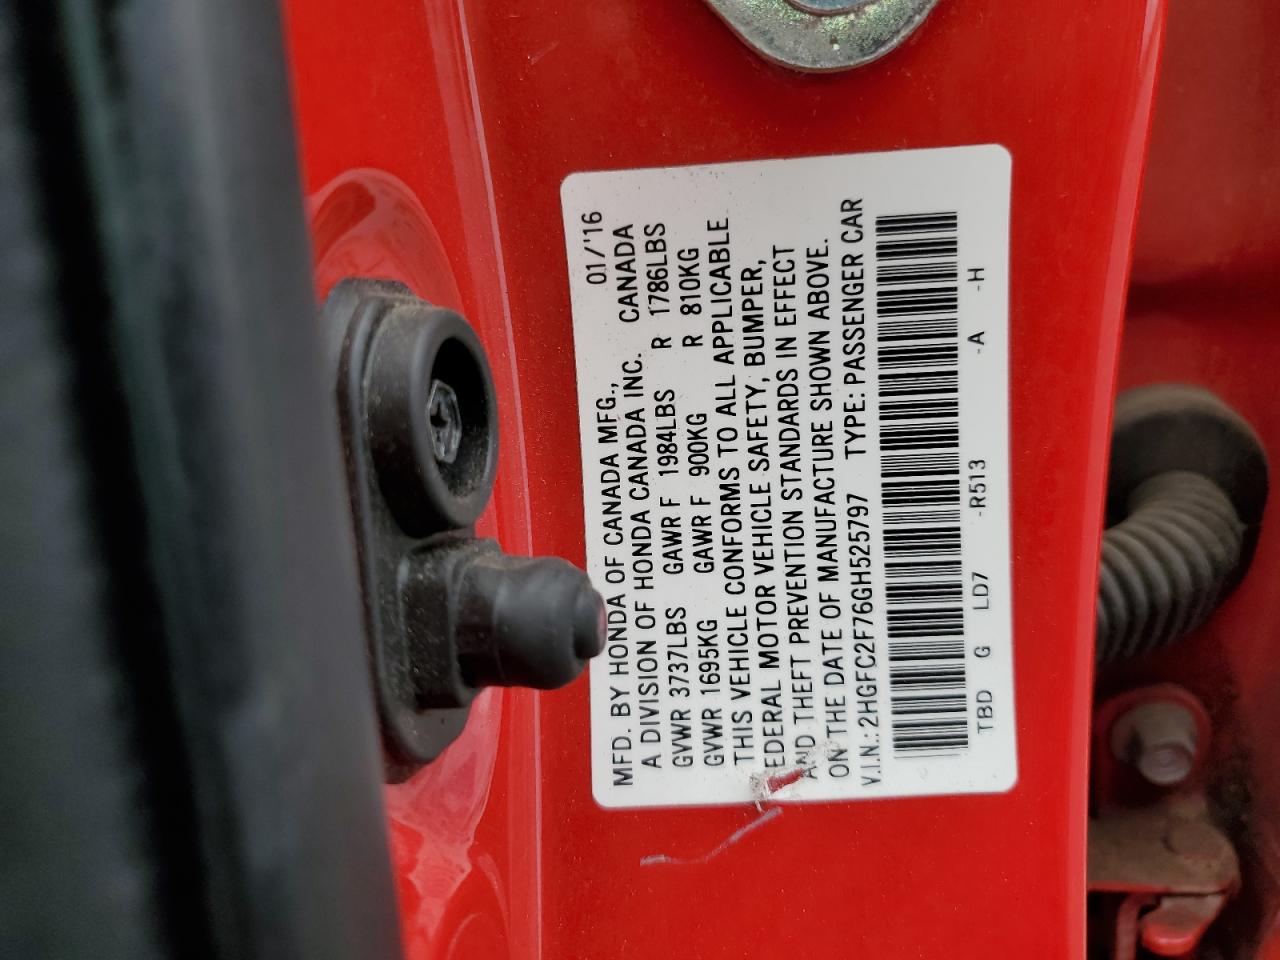 01/'16
MFD. BY HONDA OF CANADA MFG.,
A DIVISION OF HONDA CANADA INC. CANADA
GVWR 3737LBS GAWR F 1984LBS R 1786LBS
GVWR 1695KG GAWR F 900KG R 810KG
THIS VEHICLE CONFORMS TO ALL APPLICABLE
EDERAL MOTOR VEHICLE SAFETY, BUMPER,
AND THEFT PREVENTION STANDARDS IN EFFECT
ON THE DATE OF MANUFACTURE SHOWN ABOVE.
V.I.N.: 2HGFC2F76GH525797 TYPE: PASSENGER CAR
TBD G LD7 -R513 -A -H